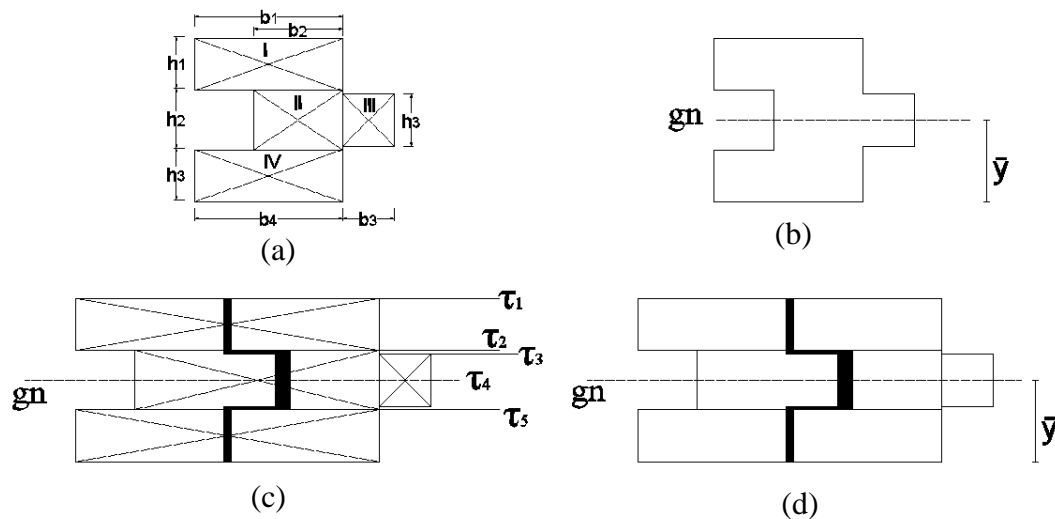 b1
b2
h1
I
h2
II
III
h3
h3
IV
b4
b3
(a)
gn
ȳ
(b)
τ1
τ2
τ3
τ4
τ5
gn
(c)
gn
ȳ
(d)